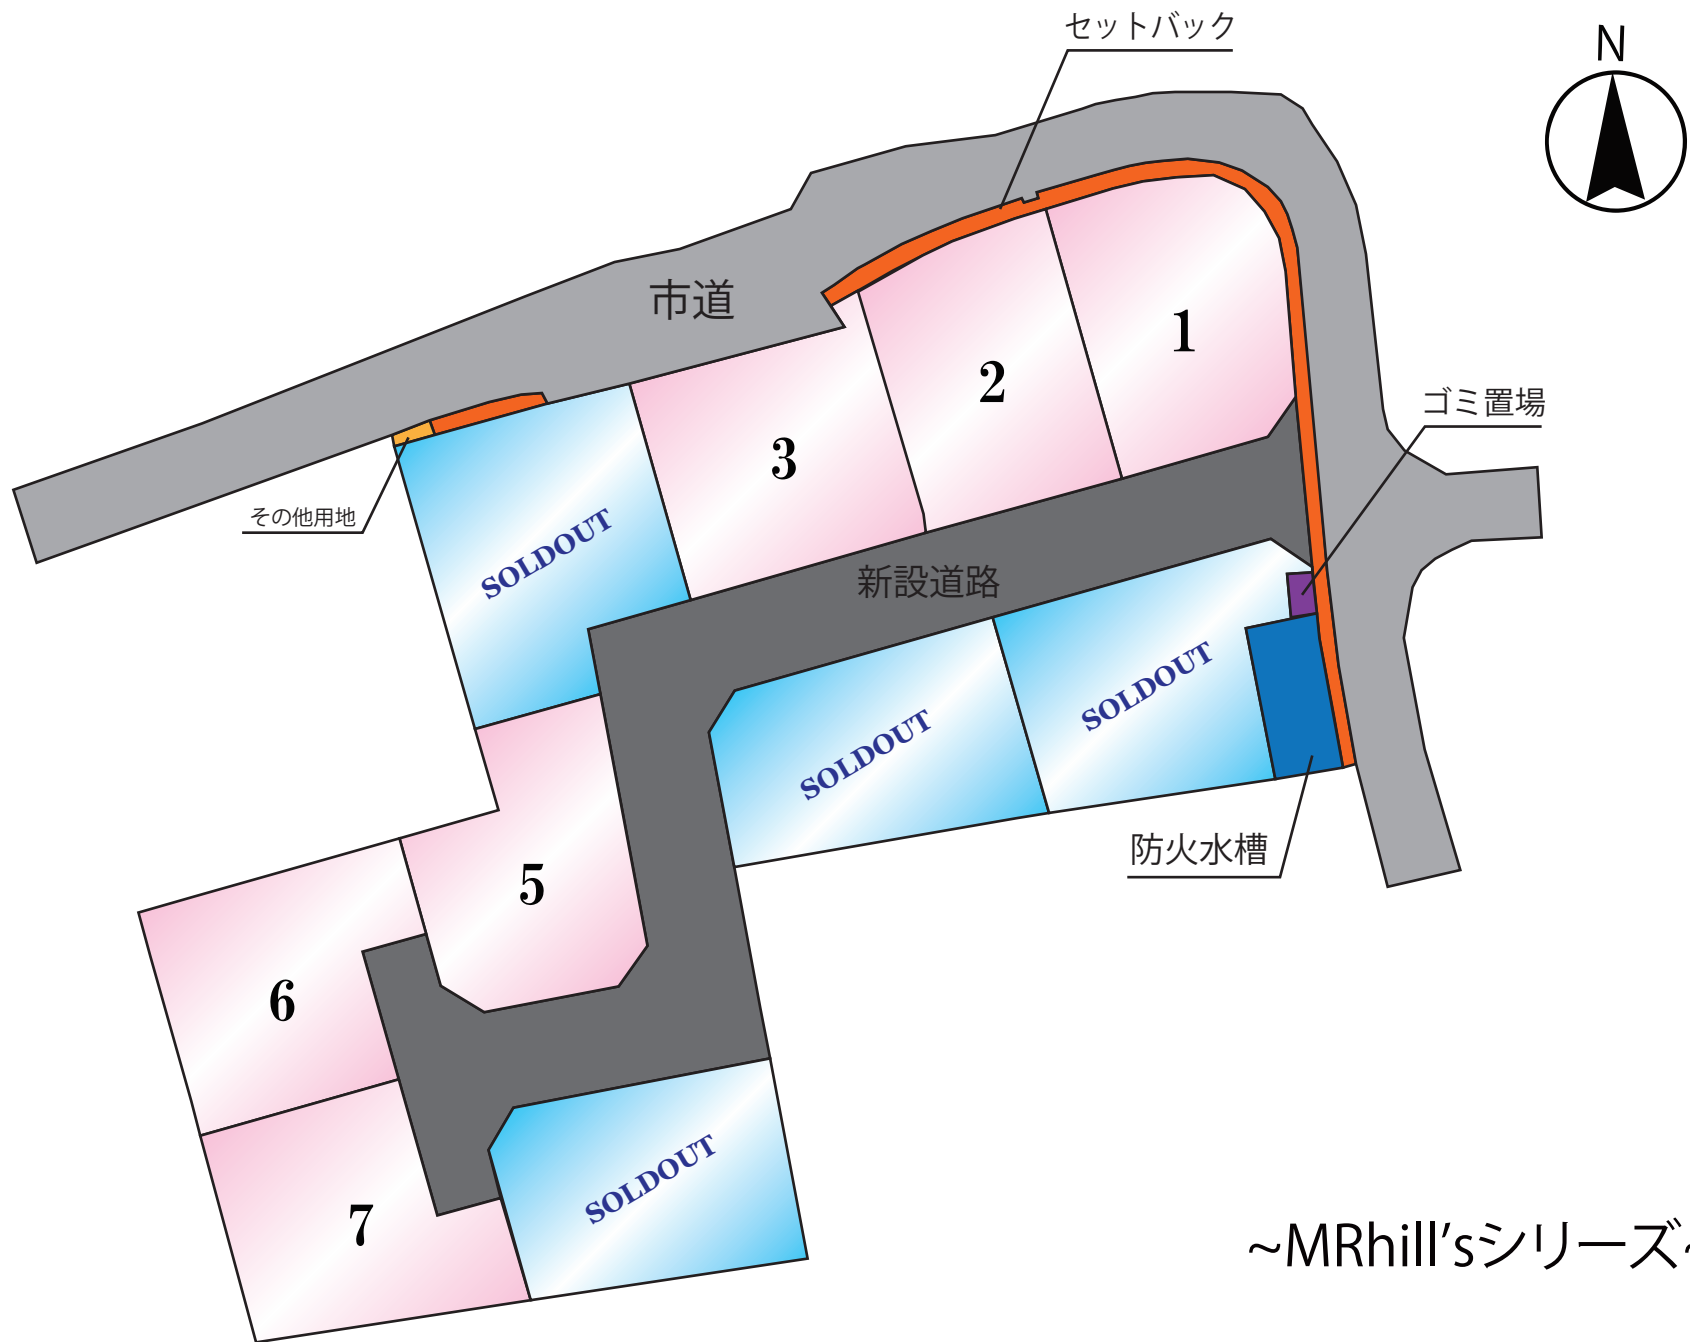 セットバック
N
市道
1
2
ゴミ置場
3
その他用地
SOLDOUT
新設道路
SOLDOUT
SOLDOUT
防火水槽
5
6
SOLDOUT
7
~MRhill'sシリーズ~